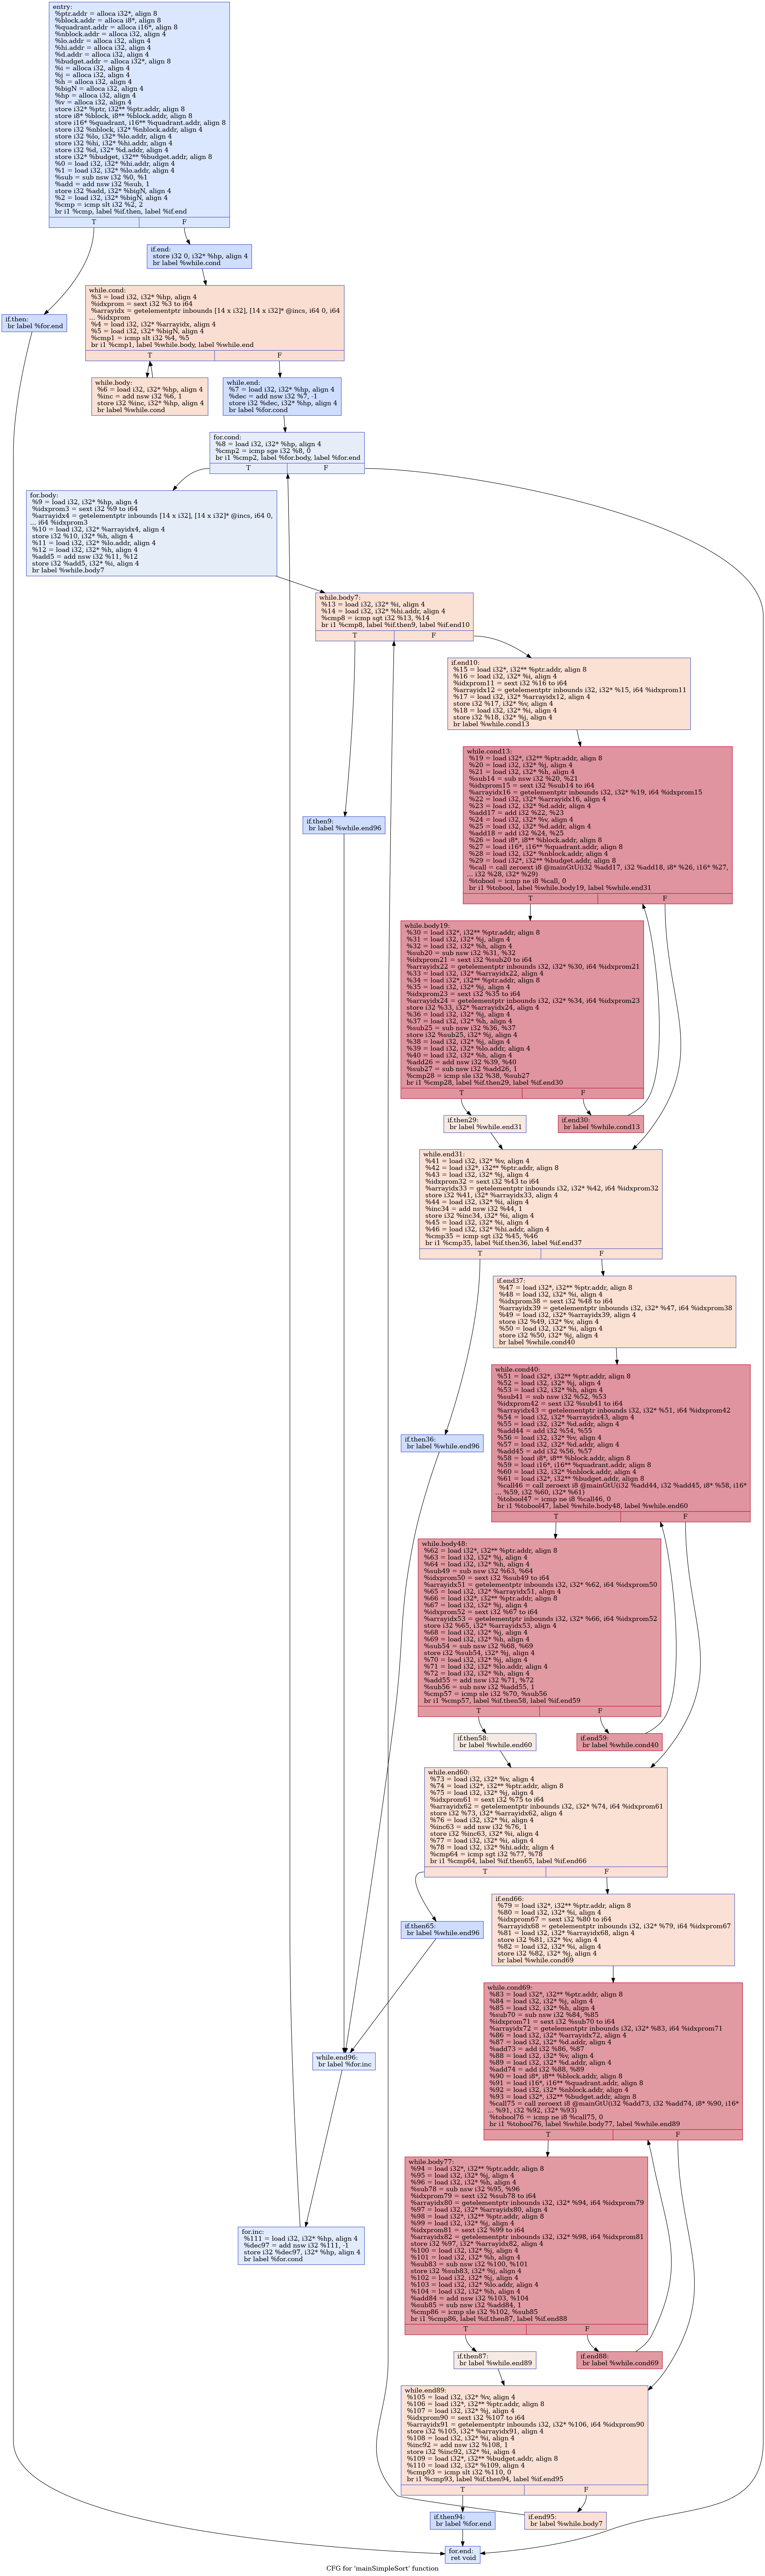 entry:
%ptr.addr = alloca i32*, align 8
%block.addr = alloca i8*, align 8
%quadrant.addr = alloca i16*, align 8
%nblock.addr = alloca i32, align 4
%lo.addr = alloca i32, align 4
%hi.addr = alloca i32, align 4
%d.addr = alloca i32, align 4
%budget.addr = alloca i32*, align 8
%i = alloca i32, align 4
%j = alloca i32, align 4
%h = alloca i32, align 4
%bigN = alloca i32, align 4
%hp = alloca i32, align 4
%v = alloca i32, align 4
store i32* %ptr, i32** %ptr.addr, align 8
store i8* %block, i8** %block.addr, align 8
store i16* %quadrant, i16** %quadrant.addr, align 8
store i32 %nblock, i32* %nblock.addr, align 4
store i32 %lo, i32* %lo.addr, align 4
store i32 %hi, i32* %hi.addr, align 4
store i32 %d, i32* %d.addr, align 4
store i32* %budget, i32** %budget.addr, align 8
%0 = load i32, i32* %hi.addr, align 4
%1 = load i32, i32* %lo.addr, align 4
%sub = sub nsw i32 %0, %1
%add = add nsw i32 %sub, 1
store i32 %add, i32* %bigN, align 4
%2 = load i32, i32* %bigN, align 4
%cmp = icmp slt i32 %2, 2
br i1 %cmp, label %if.then, label %if.end
T F
if.end:
store i32 0, i32* %hp, align 4
br label %while.cond
while.cond:
%3 = load i32, i32* %hp, align 4
%idxprom = sext i32 %3 to i64
%arrayidx = getelementptr inbounds [14 x i32], [14 x i32]* @incs, i64 0, i64
... %idxprom
%4 = load i32, i32* %arrayidx, align 4
%5 = load i32, i32* %bigN, align 4
%cmp1 = icmp slt i32 %4, %5
br i1 %cmp1, label %while.body, label %while.end
T F
if.then:
br label %for.end
while.body:
%6 = load i32, i32* %hp, align 4
%inc = add nsw i32 %6, 1
store i32 %inc, i32* %hp, align 4
br label %while.cond
while.end:
%7 = load i32, i32* %hp, align 4
%dec = add nsw i32 %7, -1
store i32 %dec, i32* %hp, align 4
br label %for.cond
for.cond:
%8 = load i32, i32* %hp, align 4
%cmp2 = icmp sge i32 %8, 0
br i1 %cmp2, label %for.body, label %for.end
T F
for.body:
%9 = load i32, i32* %hp, align 4
%idxprom3 = sext i32 %9 to i64
%arrayidx4 = getelementptr inbounds [14 x i32], [14 x i32]* @incs, i64 0,
... i64 %idxprom3
%10 = load i32, i32* %arrayidx4, align 4
store i32 %10, i32* %h, align 4
%11 = load i32, i32* %lo.addr, align 4
%12 = load i32, i32* %h, align 4
%add5 = add nsw i32 %11, %12
store i32 %add5, i32* %i, align 4
br label %while.body7
while.body7:
%13 = load i32, i32* %i, align 4
%14 = load i32, i32* %hi.addr, align 4
%cmp8 = icmp sgt i32 %13, %14
br i1 %cmp8, label %if.then9, label %if.end10
T F
if.end10:
%15 = load i32*, i32** %ptr.addr, align 8
%16 = load i32, i32* %i, align 4
%idxprom11 = sext i32 %16 to i64
%arrayidx12 = getelementptr inbounds i32, i32* %15, i64 %idxprom11
%17 = load i32, i32* %arrayidx12, align 4
store i32 %17, i32* %v, align 4
%18 = load i32, i32* %i, align 4
store i32 %18, i32* %j, align 4
br label %while.cond13
while.cond13:
%19 = load i32*, i32** %ptr.addr, align 8
%20 = load i32, i32* %j, align 4
%21 = load i32, i32* %h, align 4
%sub14 = sub nsw i32 %20, %21
%idxprom15 = sext i32 %sub14 to i64
%arrayidx16 = getelementptr inbounds i32, i32* %19, i64 %idxprom15
%22 = load i32, i32* %arrayidx16, align 4
%23 = load i32, i32* %d.addr, align 4
%add17 = add i32 %22, %23
%24 = load i32, i32* %v, align 4
%25 = load i32, i32* %d.addr, align 4
%add18 = add i32 %24, %25
%26 = load i8*, i8** %block.addr, align 8
%27 = load i16*, i16** %quadrant.addr, align 8
%28 = load i32, i32* %nblock.addr, align 4
%29 = load i32*, i32** %budget.addr, align 8
%call = call zeroext i8 @mainGtU(i32 %add17, i32 %add18, i8* %26, i16* %27,
... i32 %28, i32* %29)
%tobool = icmp ne i8 %call, 0
br i1 %tobool, label %while.body19, label %while.end31
T F
if.then9:
br label %while.end96
while.body19:
%30 = load i32*, i32** %ptr.addr, align 8
%31 = load i32, i32* %j, align 4
%32 = load i32, i32* %h, align 4
%sub20 = sub nsw i32 %31, %32
%idxprom21 = sext i32 %sub20 to i64
%arrayidx22 = getelementptr inbounds i32, i32* %30, i64 %idxprom21
%33 = load i32, i32* %arrayidx22, align 4
%34 = load i32*, i32** %ptr.addr, align 8
%35 = load i32, i32* %j, align 4
%idxprom23 = sext i32 %35 to i64
%arrayidx24 = getelementptr inbounds i32, i32* %34, i64 %idxprom23
store i32 %33, i32* %arrayidx24, align 4
%36 = load i32, i32* %j, align 4
%37 = load i32, i32* %h, align 4
%sub25 = sub nsw i32 %36, %37
store i32 %sub25, i32* %j, align 4
%38 = load i32, i32* %j, align 4
%39 = load i32, i32* %lo.addr, align 4
%40 = load i32, i32* %h, align 4
%add26 = add nsw i32 %39, %40
%sub27 = sub nsw i32 %add26, 1
%cmp28 = icmp sle i32 %38, %sub27
br i1 %cmp28, label %if.then29, label %if.end30
T F
if.then29:
br label %while.end31
if.end30:
br label %while.cond13
while.end31:
%41 = load i32, i32* %v, align 4
%42 = load i32*, i32** %ptr.addr, align 8
%43 = load i32, i32* %j, align 4
%idxprom32 = sext i32 %43 to i64
%arrayidx33 = getelementptr inbounds i32, i32* %42, i64 %idxprom32
store i32 %41, i32* %arrayidx33, align 4
%44 = load i32, i32* %i, align 4
%inc34 = add nsw i32 %44, 1
store i32 %inc34, i32* %i, align 4
%45 = load i32, i32* %i, align 4
%46 = load i32, i32* %hi.addr, align 4
%cmp35 = icmp sgt i32 %45, %46
br i1 %cmp35, label %if.then36, label %if.end37
T F
if.end37:
%47 = load i32*, i32** %ptr.addr, align 8
%48 = load i32, i32* %i, align 4
%idxprom38 = sext i32 %48 to i64
%arrayidx39 = getelementptr inbounds i32, i32* %47, i64 %idxprom38
%49 = load i32, i32* %arrayidx39, align 4
store i32 %49, i32* %v, align 4
%50 = load i32, i32* %i, align 4
store i32 %50, i32* %j, align 4
br label %while.cond40
while.cond40:
%51 = load i32*, i32** %ptr.addr, align 8
%52 = load i32, i32* %j, align 4
%53 = load i32, i32* %h, align 4
%sub41 = sub nsw i32 %52, %53
%idxprom42 = sext i32 %sub41 to i64
%arrayidx43 = getelementptr inbounds i32, i32* %51, i64 %idxprom42
%54 = load i32, i32* %arrayidx43, align 4
%55 = load i32, i32* %d.addr, align 4
%add44 = add i32 %54, %55
%56 = load i32, i32* %v, align 4
%57 = load i32, i32* %d.addr, align 4
%add45 = add i32 %56, %57
%58 = load i8*, i8** %block.addr, align 8
%59 = load i16*, i16** %quadrant.addr, align 8
%60 = load i32, i32* %nblock.addr, align 4
%61 = load i32*, i32** %budget.addr, align 8
%call46 = call zeroext i8 @mainGtU(i32 %add44, i32 %add45, i8* %58, i16*
... %59, i32 %60, i32* %61)
%tobool47 = icmp ne i8 %call46, 0
br i1 %tobool47, label %while.body48, label %while.end60
T F
if.then36:
br label %while.end96
while.body48:
%62 = load i32*, i32** %ptr.addr, align 8
%63 = load i32, i32* %j, align 4
%64 = load i32, i32* %h, align 4
%sub49 = sub nsw i32 %63, %64
%idxprom50 = sext i32 %sub49 to i64
%arrayidx51 = getelementptr inbounds i32, i32* %62, i64 %idxprom50
%65 = load i32, i32* %arrayidx51, align 4
%66 = load i32*, i32** %ptr.addr, align 8
%67 = load i32, i32* %j, align 4
%idxprom52 = sext i32 %67 to i64
%arrayidx53 = getelementptr inbounds i32, i32* %66, i64 %idxprom52
store i32 %65, i32* %arrayidx53, align 4
%68 = load i32, i32* %j, align 4
%69 = load i32, i32* %h, align 4
%sub54 = sub nsw i32 %68, %69
store i32 %sub54, i32* %j, align 4
%70 = load i32, i32* %j, align 4
%71 = load i32, i32* %lo.addr, align 4
%72 = load i32, i32* %h, align 4
%add55 = add nsw i32 %71, %72
%sub56 = sub nsw i32 %add55, 1
%cmp57 = icmp sle i32 %70, %sub56
br i1 %cmp57, label %if.then58, label %if.end59
T F
if.then58:
br label %while.end60
if.end59:
br label %while.cond40
while.end60:
%73 = load i32, i32* %v, align 4
%74 = load i32*, i32** %ptr.addr, align 8
%75 = load i32, i32* %j, align 4
%idxprom61 = sext i32 %75 to i64
%arrayidx62 = getelementptr inbounds i32, i32* %74, i64 %idxprom61
store i32 %73, i32* %arrayidx62, align 4
%76 = load i32, i32* %i, align 4
%inc63 = add nsw i32 %76, 1
store i32 %inc63, i32* %i, align 4
%77 = load i32, i32* %i, align 4
%78 = load i32, i32* %hi.addr, align 4
%cmp64 = icmp sgt i32 %77, %78
br i1 %cmp64, label %if.then65, label %if.end66
T F
if.end66:
%79 = load i32*, i32** %ptr.addr, align 8
%80 = load i32, i32* %i, align 4
%idxprom67 = sext i32 %80 to i64
%arrayidx68 = getelementptr inbounds i32, i32* %79, i64 %idxprom67
%81 = load i32, i32* %arrayidx68, align 4
store i32 %81, i32* %v, align 4
%82 = load i32, i32* %i, align 4
store i32 %82, i32* %j, align 4
br label %while.cond69
if.then65:
br label %while.end96
while.cond69:
%83 = load i32*, i32** %ptr.addr, align 8
%84 = load i32, i32* %j, align 4
%85 = load i32, i32* %h, align 4
%sub70 = sub nsw i32 %84, %85
%idxprom71 = sext i32 %sub70 to i64
%arrayidx72 = getelementptr inbounds i32, i32* %83, i64 %idxprom71
%86 = load i32, i32* %arrayidx72, align 4
%87 = load i32, i32* %d.addr, align 4
%add73 = add i32 %86, %87
%88 = load i32, i32* %v, align 4
%89 = load i32, i32* %d.addr, align 4
%add74 = add i32 %88, %89
%90 = load i8*, i8** %block.addr, align 8
%91 = load i16*, i16** %quadrant.addr, align 8
%92 = load i32, i32* %nblock.addr, align 4
%93 = load i32*, i32** %budget.addr, align 8
%call75 = call zeroext i8 @mainGtU(i32 %add73, i32 %add74, i8* %90, i16*
... %91, i32 %92, i32* %93)
%tobool76 = icmp ne i8 %call75, 0
br i1 %tobool76, label %while.body77, label %while.end89
T F
while.end96:
br label %for.inc
while.body77:
%94 = load i32*, i32** %ptr.addr, align 8
%95 = load i32, i32* %j, align 4
%96 = load i32, i32* %h, align 4
%sub78 = sub nsw i32 %95, %96
%idxprom79 = sext i32 %sub78 to i64
%arrayidx80 = getelementptr inbounds i32, i32* %94, i64 %idxprom79
%97 = load i32, i32* %arrayidx80, align 4
%98 = load i32*, i32** %ptr.addr, align 8
%99 = load i32, i32* %j, align 4
%idxprom81 = sext i32 %99 to i64
%arrayidx82 = getelementptr inbounds i32, i32* %98, i64 %idxprom81
store i32 %97, i32* %arrayidx82, align 4
%100 = load i32, i32* %j, align 4
%101 = load i32, i32* %h, align 4
%sub83 = sub nsw i32 %100, %101
store i32 %sub83, i32* %j, align 4
%102 = load i32, i32* %j, align 4
%103 = load i32, i32* %lo.addr, align 4
%104 = load i32, i32* %h, align 4
%add84 = add nsw i32 %103, %104
%sub85 = sub nsw i32 %add84, 1
%cmp86 = icmp sle i32 %102, %sub85
br i1 %cmp86, label %if.then87, label %if.end88
T F
for.inc:
%111 = load i32, i32* %hp, align 4
%dec97 = add nsw i32 %111, -1
store i32 %dec97, i32* %hp, align 4
br label %for.cond
if.then87:
br label %while.end89
if.end88:
br label %while.cond69
while.end89:
%105 = load i32, i32* %v, align 4
%106 = load i32*, i32** %ptr.addr, align 8
%107 = load i32, i32* %j, align 4
%idxprom90 = sext i32 %107 to i64
%arrayidx91 = getelementptr inbounds i32, i32* %106, i64 %idxprom90
store i32 %105, i32* %arrayidx91, align 4
%108 = load i32, i32* %i, align 4
%inc92 = add nsw i32 %108, 1
store i32 %inc92, i32* %i, align 4
%109 = load i32*, i32** %budget.addr, align 8
%110 = load i32, i32* %109, align 4
%cmp93 = icmp slt i32 %110, 0
br i1 %cmp93, label %if.then94, label %if.end95
T F
if.then94:
br label %for.end
if.end95:
br label %while.body7
for.end:
ret void
CFG for 'mainSimpleSort' function